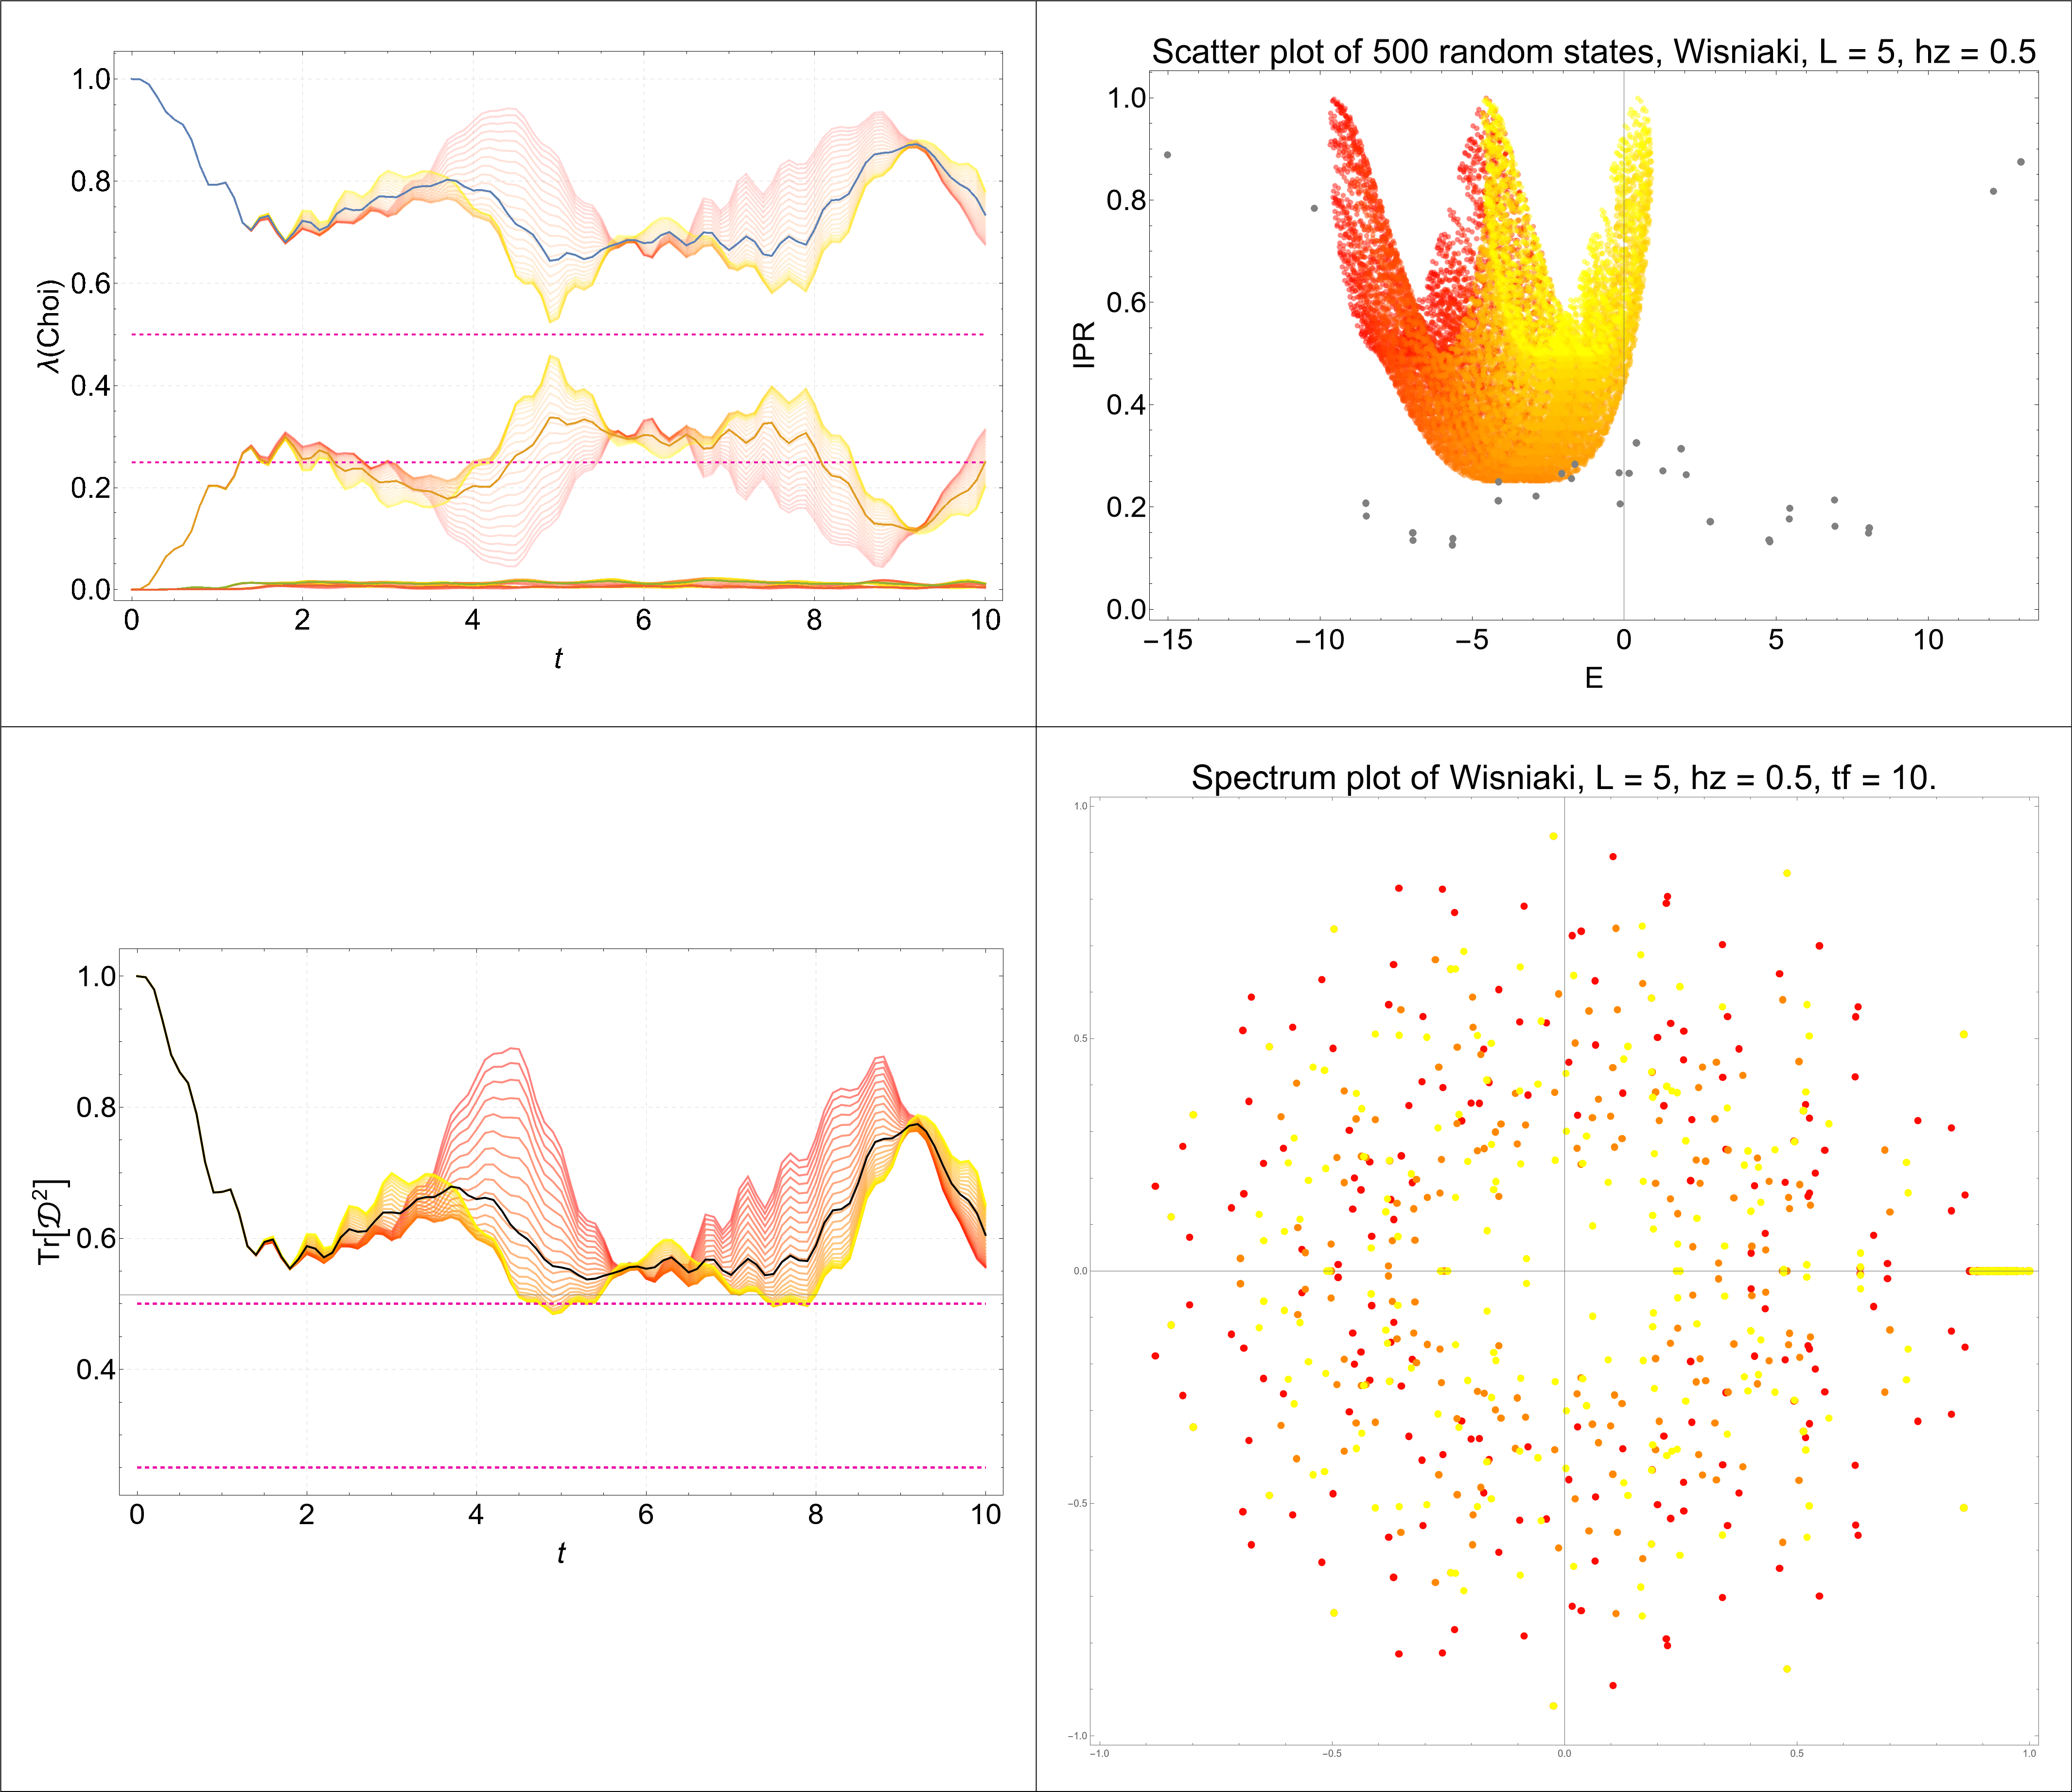 1.0
0.8
0.6
0.4
0.2
0.0
λ(Choi)
0 2 4 6 8 10
t
Scatter plot of 500 random states, Wisniaki, L = 5, hz = 0.5
1.0
0.8
0.6
0.4
0.2
0.0
IPR
−15 −10 −5 0 5 10
E
1.0
0.8
0.6
0.4
Tr[𝒟²]
0 2 4 6 8 10
t
Spectrum plot of Wisniaki, L = 5, hz = 0.5, tf = 10.
1.0
0.5
0.0
−0.5
−1.0
−1.0 −0.5 0.0 0.5 1.0